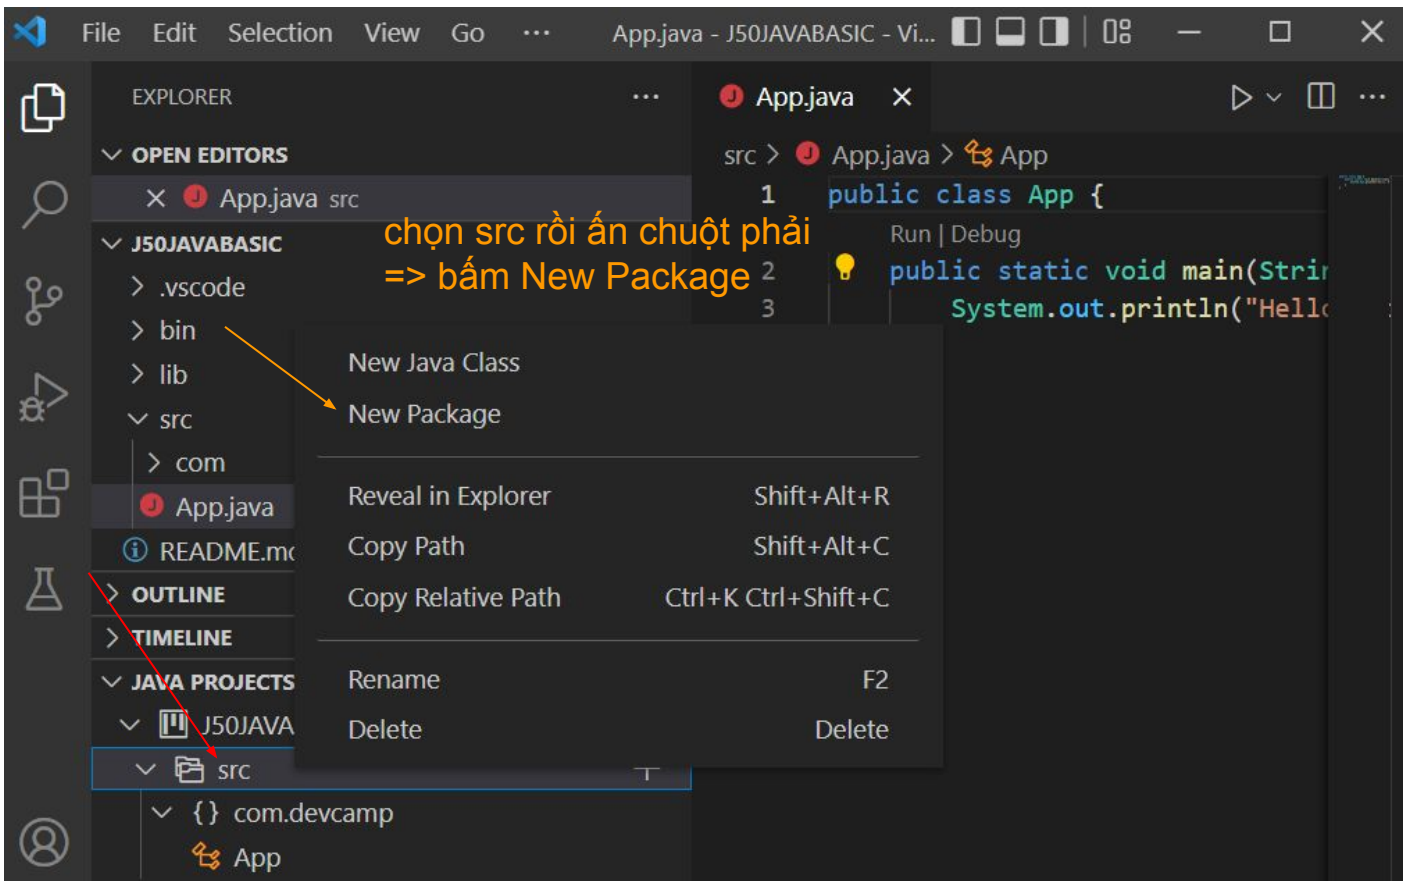 File Edit Selection View Go ··· App.java - J50JAVABASIC - Vi...
EXPLORER ···
OPEN EDITORS
App.java src
J50JAVABASIC
.vscode
bin
lib
src
com
App.java
README.mc
OUTLINE
TIMELINE
JAVA PROJECTS
J50JAVA
src
{} com.devcamp
App
chọn src rồi ấn chuột phải
=> bấm New Package
New Java Class
New Package
Reveal in Explorer Shift+Alt+R
Copy Path Shift+Alt+C
Copy Relative Path Ctrl+K Ctrl+Shift+C
Rename F2
Delete Delete
App.java
src > App.java > App
1 public class App {
Run | Debug
2 public static void main(Strir
3 System.out.println("Hello